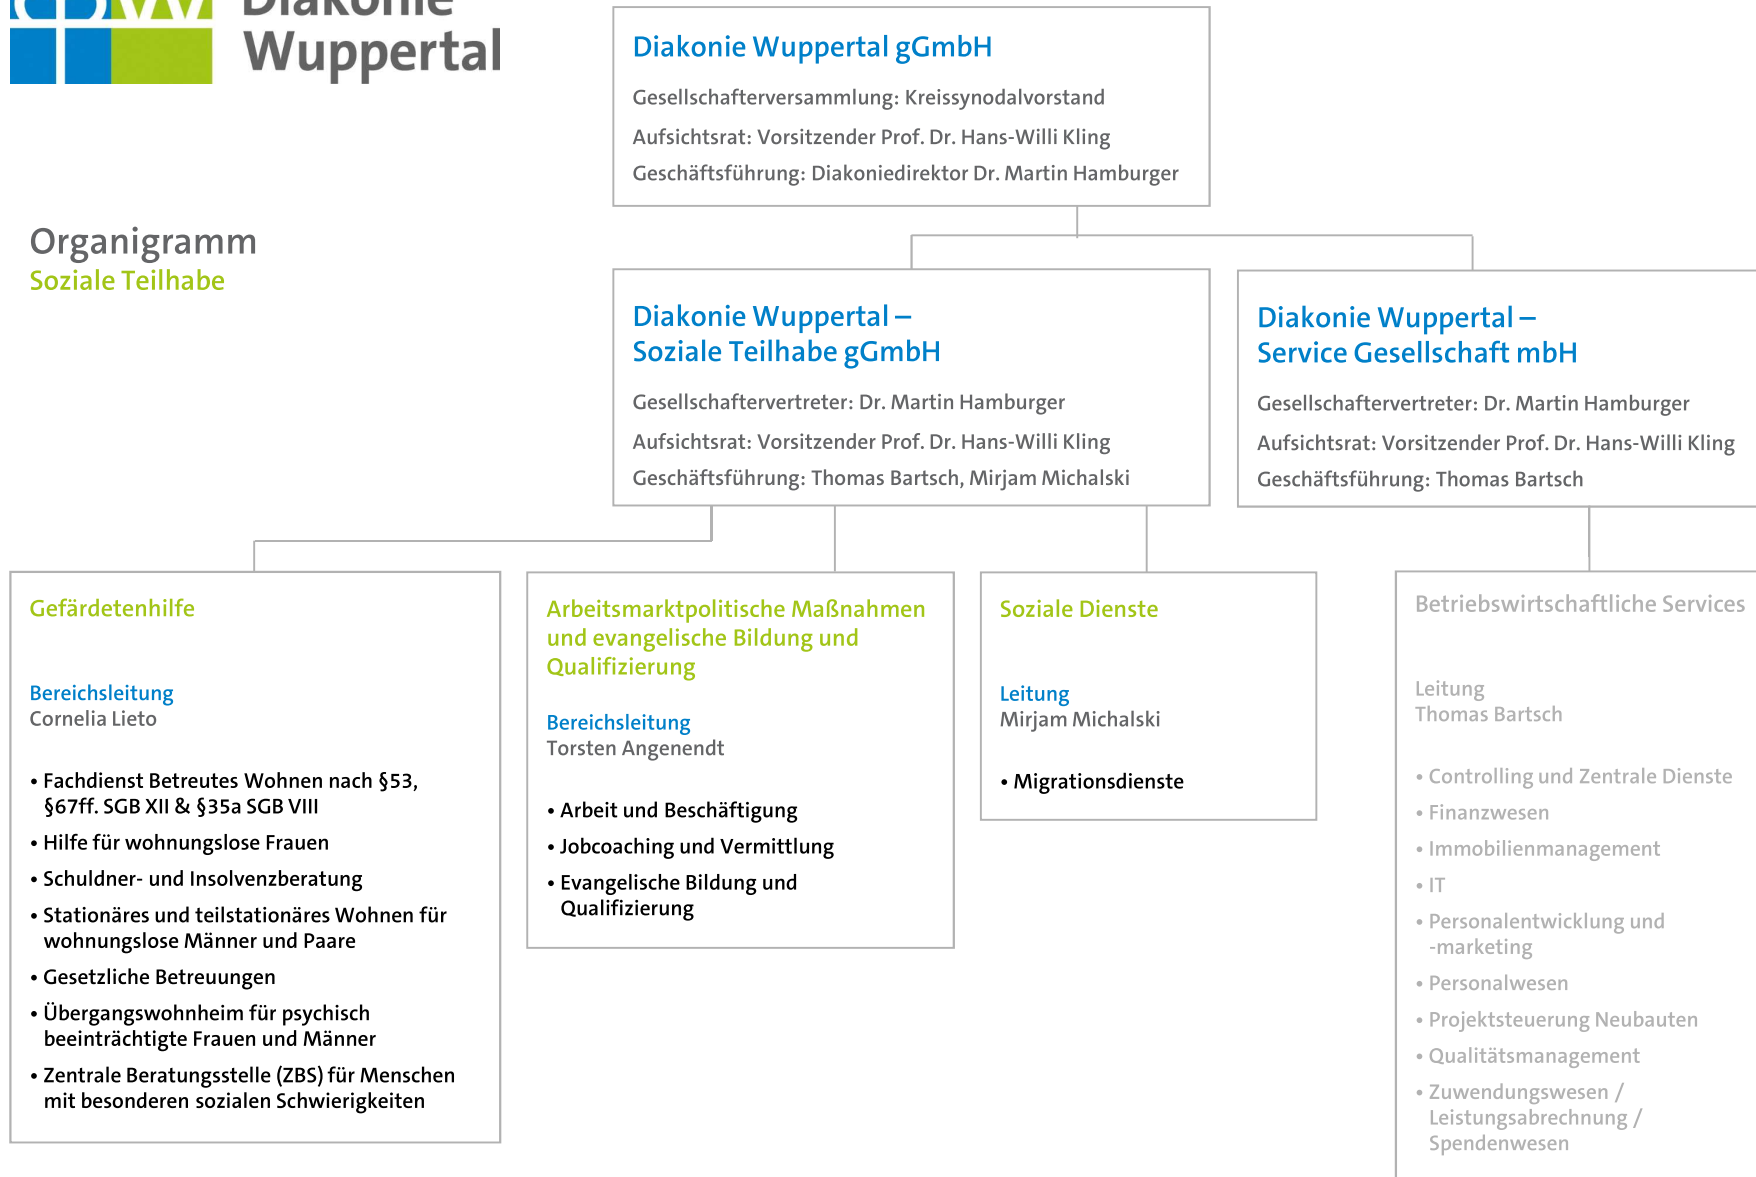 Diakonie
Wuppertal
Diakonie Wuppertal gGmbH
Gesellschafterversammlung: Kreissynodalvorstand
Aufsichtsrat: Vorsitzender Prof. Dr. Hans-Willi Kling
Geschäftsführung: Diakoniedirektor Dr. Martin Hamburger
Organigramm
Soziale Teilhabe
Diakonie Wuppertal –
Soziale Teilhabe gGmbH
Gesellschaftervertreter: Dr. Martin Hamburger
Aufsichtsrat: Vorsitzender Prof. Dr. Hans-Willi Kling
Geschäftsführung: Thomas Bartsch, Mirjam Michalski
Diakonie Wuppertal –
Service Gesellschaft mbH
Gesellschaftervertreter: Dr. Martin Hamburger
Aufsichtsrat: Vorsitzender Prof. Dr. Hans-Willi Kling
Geschäftsführung: Thomas Bartsch
Gefärdetenhilfe
Bereichsleitung
Cornelia Lieto
• Fachdienst Betreutes Wohnen nach §53,
§67ff. SGB XII & §35a SGB VIII
• Hilfe für wohnungslose Frauen
• Schuldner- und Insolvenzberatung
• Stationäres und teilstationäres Wohnen für
wohnungslose Männer und Paare
• Gesetzliche Betreuungen
• Übergangswohnheim für psychisch
beeinträchtigte Frauen und Männer
• Zentrale Beratungsstelle (ZBS) für Menschen
mit besonderen sozialen Schwierigkeiten
Arbeitsmarktpolitische Maßnahmen
und evangelische Bildung und
Qualifizierung
Bereichsleitung
Torsten Angenendt
• Arbeit und Beschäftigung
• Jobcoaching und Vermittlung
• Evangelische Bildung und
Qualifizierung
Soziale Dienste
Leitung
Mirjam Michalski
• Migrationsdienste
Betriebswirtschaftliche Services
Leitung
Thomas Bartsch
• Controlling und Zentrale Dienste
• Finanzwesen
• Immobilienmanagement
• IT
• Personalentwicklung und
-marketing
• Personalwesen
• Projektsteuerung Neubauten
• Qualitätsmanagement
• Zuwendungswesen /
Leistungsabrechnung /
Spendenwesen